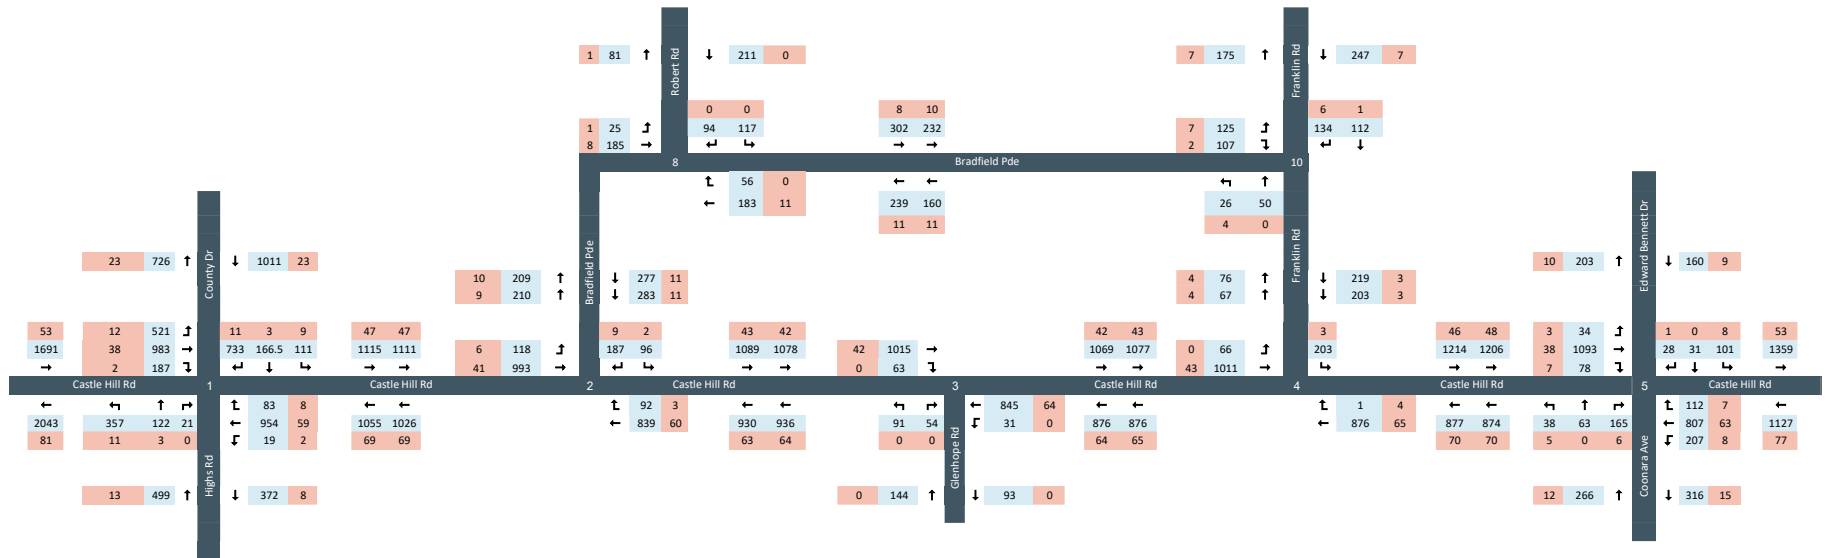 1 81 ↑ ↓ 211 0 7 175 ↑ ↓ 247 7
Robert Rd
Franklin Rd
0 0 8 10 6 1
1 25 94 117 302 232 7 125 134 112
8 185 → → → 2 107 ↓
8 Bradfield Pde 10
56 0 ← ← ↑
← 183 11 239 160 26 50
11 11 4 0
Edward Bennett Dr
County Dr
Bradfield Pde
Franklin Rd
23 726 ↑ ↓ 1011 23 10 203 ↑ ↓ 160 9
10 209 ↑ ↓ 277 11 4 76 ↑ ↓ 219 3
9 210 ↑ ↓ 283 11 4 67 ↑ ↓ 203 3
53 12 521 11 3 9 47 47 9 2 43 42 42 43 3 46 48 3 34 1 0 8 53
1691 38 983 → 733 166.5 111 1115 1111 6 118 187 96 1089 1078 42 1015 → 1069 1077 0 66 203 1214 1206 38 1093 → 28 31 101 1359
→ 2 187 ↓ → → 41 993 → → → 0 63 → → 43 1011 → → → 7 78 ↓ →
Castle Hill Rd 1 Castle Hill Rd 2 Castle Hill Rd 3 Castle Hill Rd 4 Castle Hill Rd 5 Castle Hill Rd
← ↑ 83 8 ← ← 92 3 ← ← ← 845 64 ← ← 1 4 ← ← ↑ 112 7 ←
2043 357 122 21 ← 954 59 1055 1026 ← 839 60 930 936 91 54 31 0 876 876 ← 876 65 877 874 38 63 165 ← 807 63 1127
81 11 3 0 19 2 69 69 63 64 0 0 64 65 70 70 5 0 6 207 8 77
Highs Rd
Glenhope Rd
Coonara Ave
13 499 ↑ ↓ 372 8 0 144 ↑ ↓ 93 0 12 266 ↑ ↓ 316 15